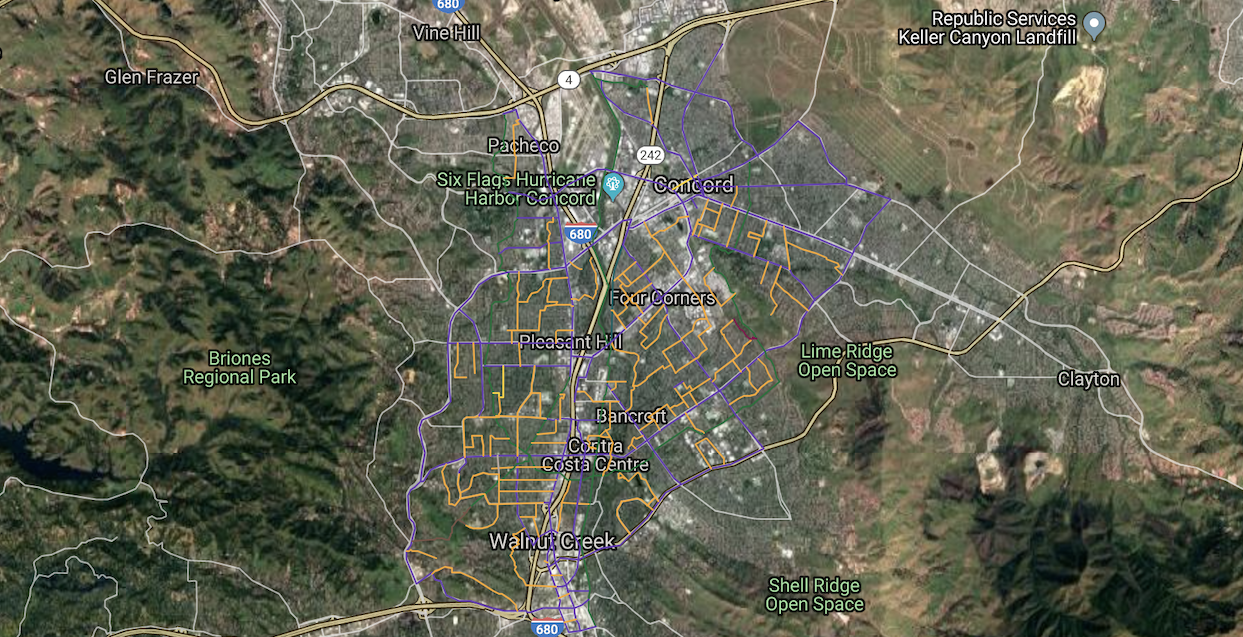 680
Vine Hill
Republic Services
Keller Canyon Landfill
Glen Frazer
4
Pacheco
242
Six Flags Hurricane
Harbor Concord
Concord
680
Four Corners
Pleasant Hill
Briones
Regional Park
Lime Ridge
Open Space
Clayton
Bancroft
Contra
Costa Centre
Walnut Creek
Shell Ridge
Open Space
680